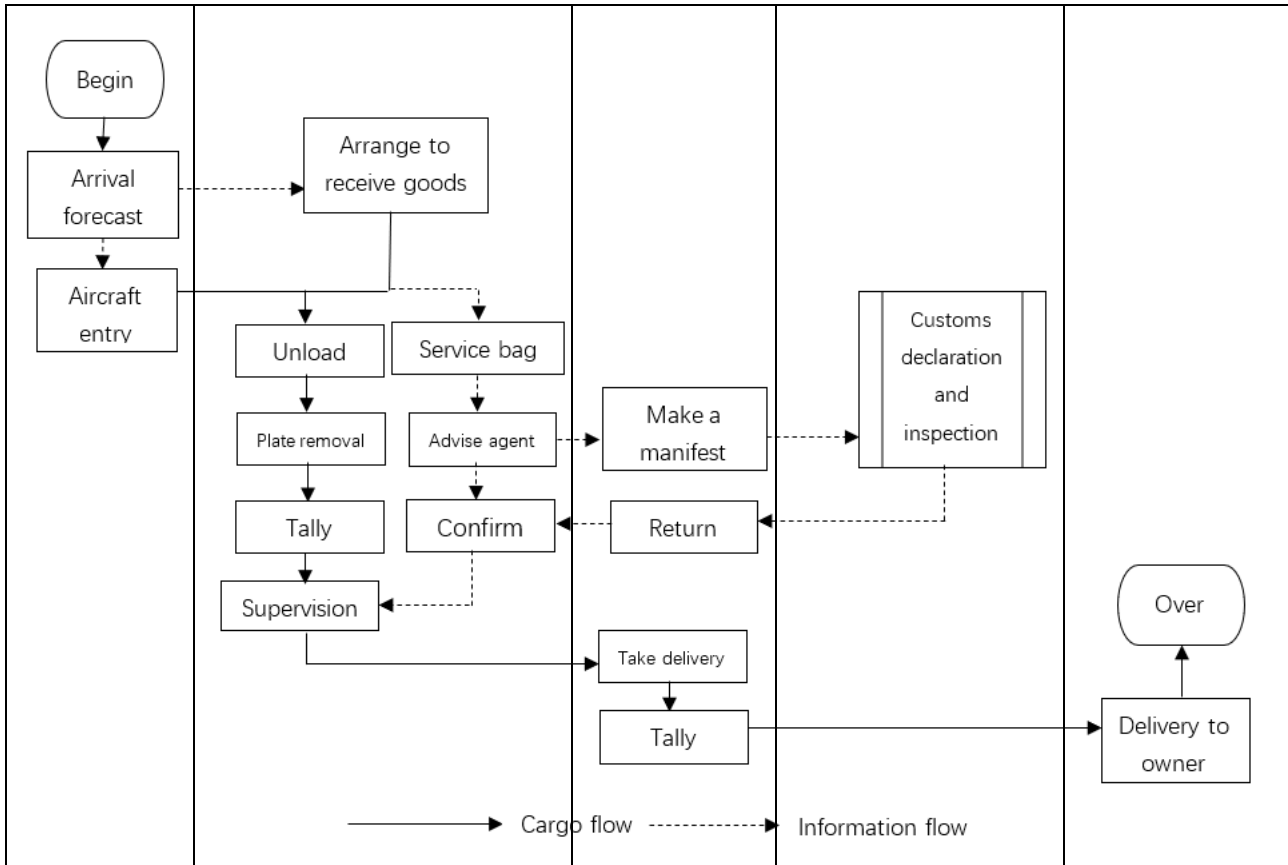 Begin
Arrival
forecast
Arrange to
receive goods
Aircraft
entry
Unload
Service bag
Customs
declaration
and
inspection
Plate removal
Advise agent
Make a
manifest
Tally
Confirm
Return
Supervision
Over
Take delivery
Tally
Delivery to
owner
Cargo flow
Information flow